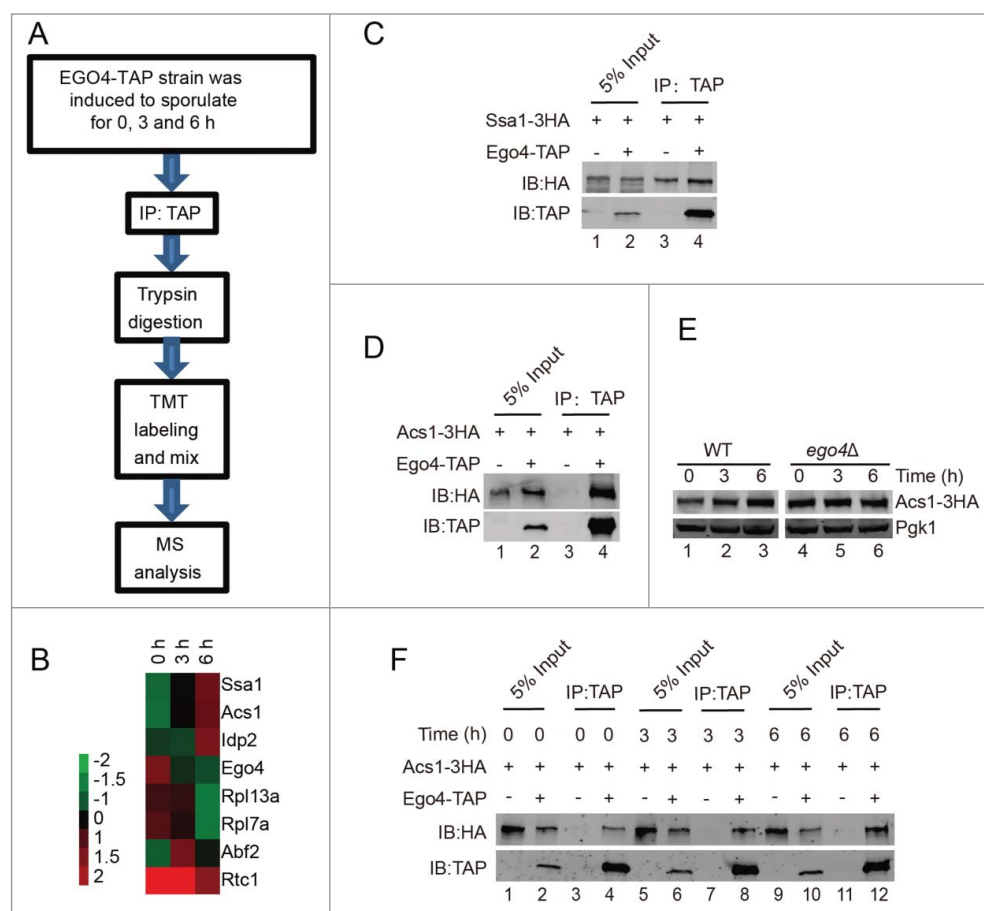 A
EGO4-TAP strain was
induced to sporulate
for 0, 3 and 6 h
IP: TAP
Trypsin
digestion
TMT
labeling
and mix
MS
analysis
B
0 h 3 h 6 h
Ssa1
Acs1
Idp2
Ego4
Rpl13a
Rpl7a
Abf2
Rtc1
-2
-1.5
-1
0
1
1.5
2
C
5% Input IP: TAP
Ssa1-3HA + + + +
Ego4-TAP - + - +
IB:HA
IB:TAP
1 2 3 4
D
5% Input IP: TAP
Acs1-3HA + + + +
Ego4-TAP - + - +
IB:HA
IB:TAP
1 2 3 4
E
WT ego4Δ
0 3 6 0 3 6 Time (h)
Acs1-3HA
Pgk1
1 2 3 4 5 6
F
5% Input IP:TAP 5% Input IP:TAP 5% Input IP:TAP
Time (h) 0 0 0 0 3 3 3 3 6 6 6 6
Acs1-3HA + + + + + + + + + + + +
Ego4-TAP - + - + - + - + - + - +
IB:HA
IB:TAP
1 2 3 4 5 6 7 8 9 10 11 12